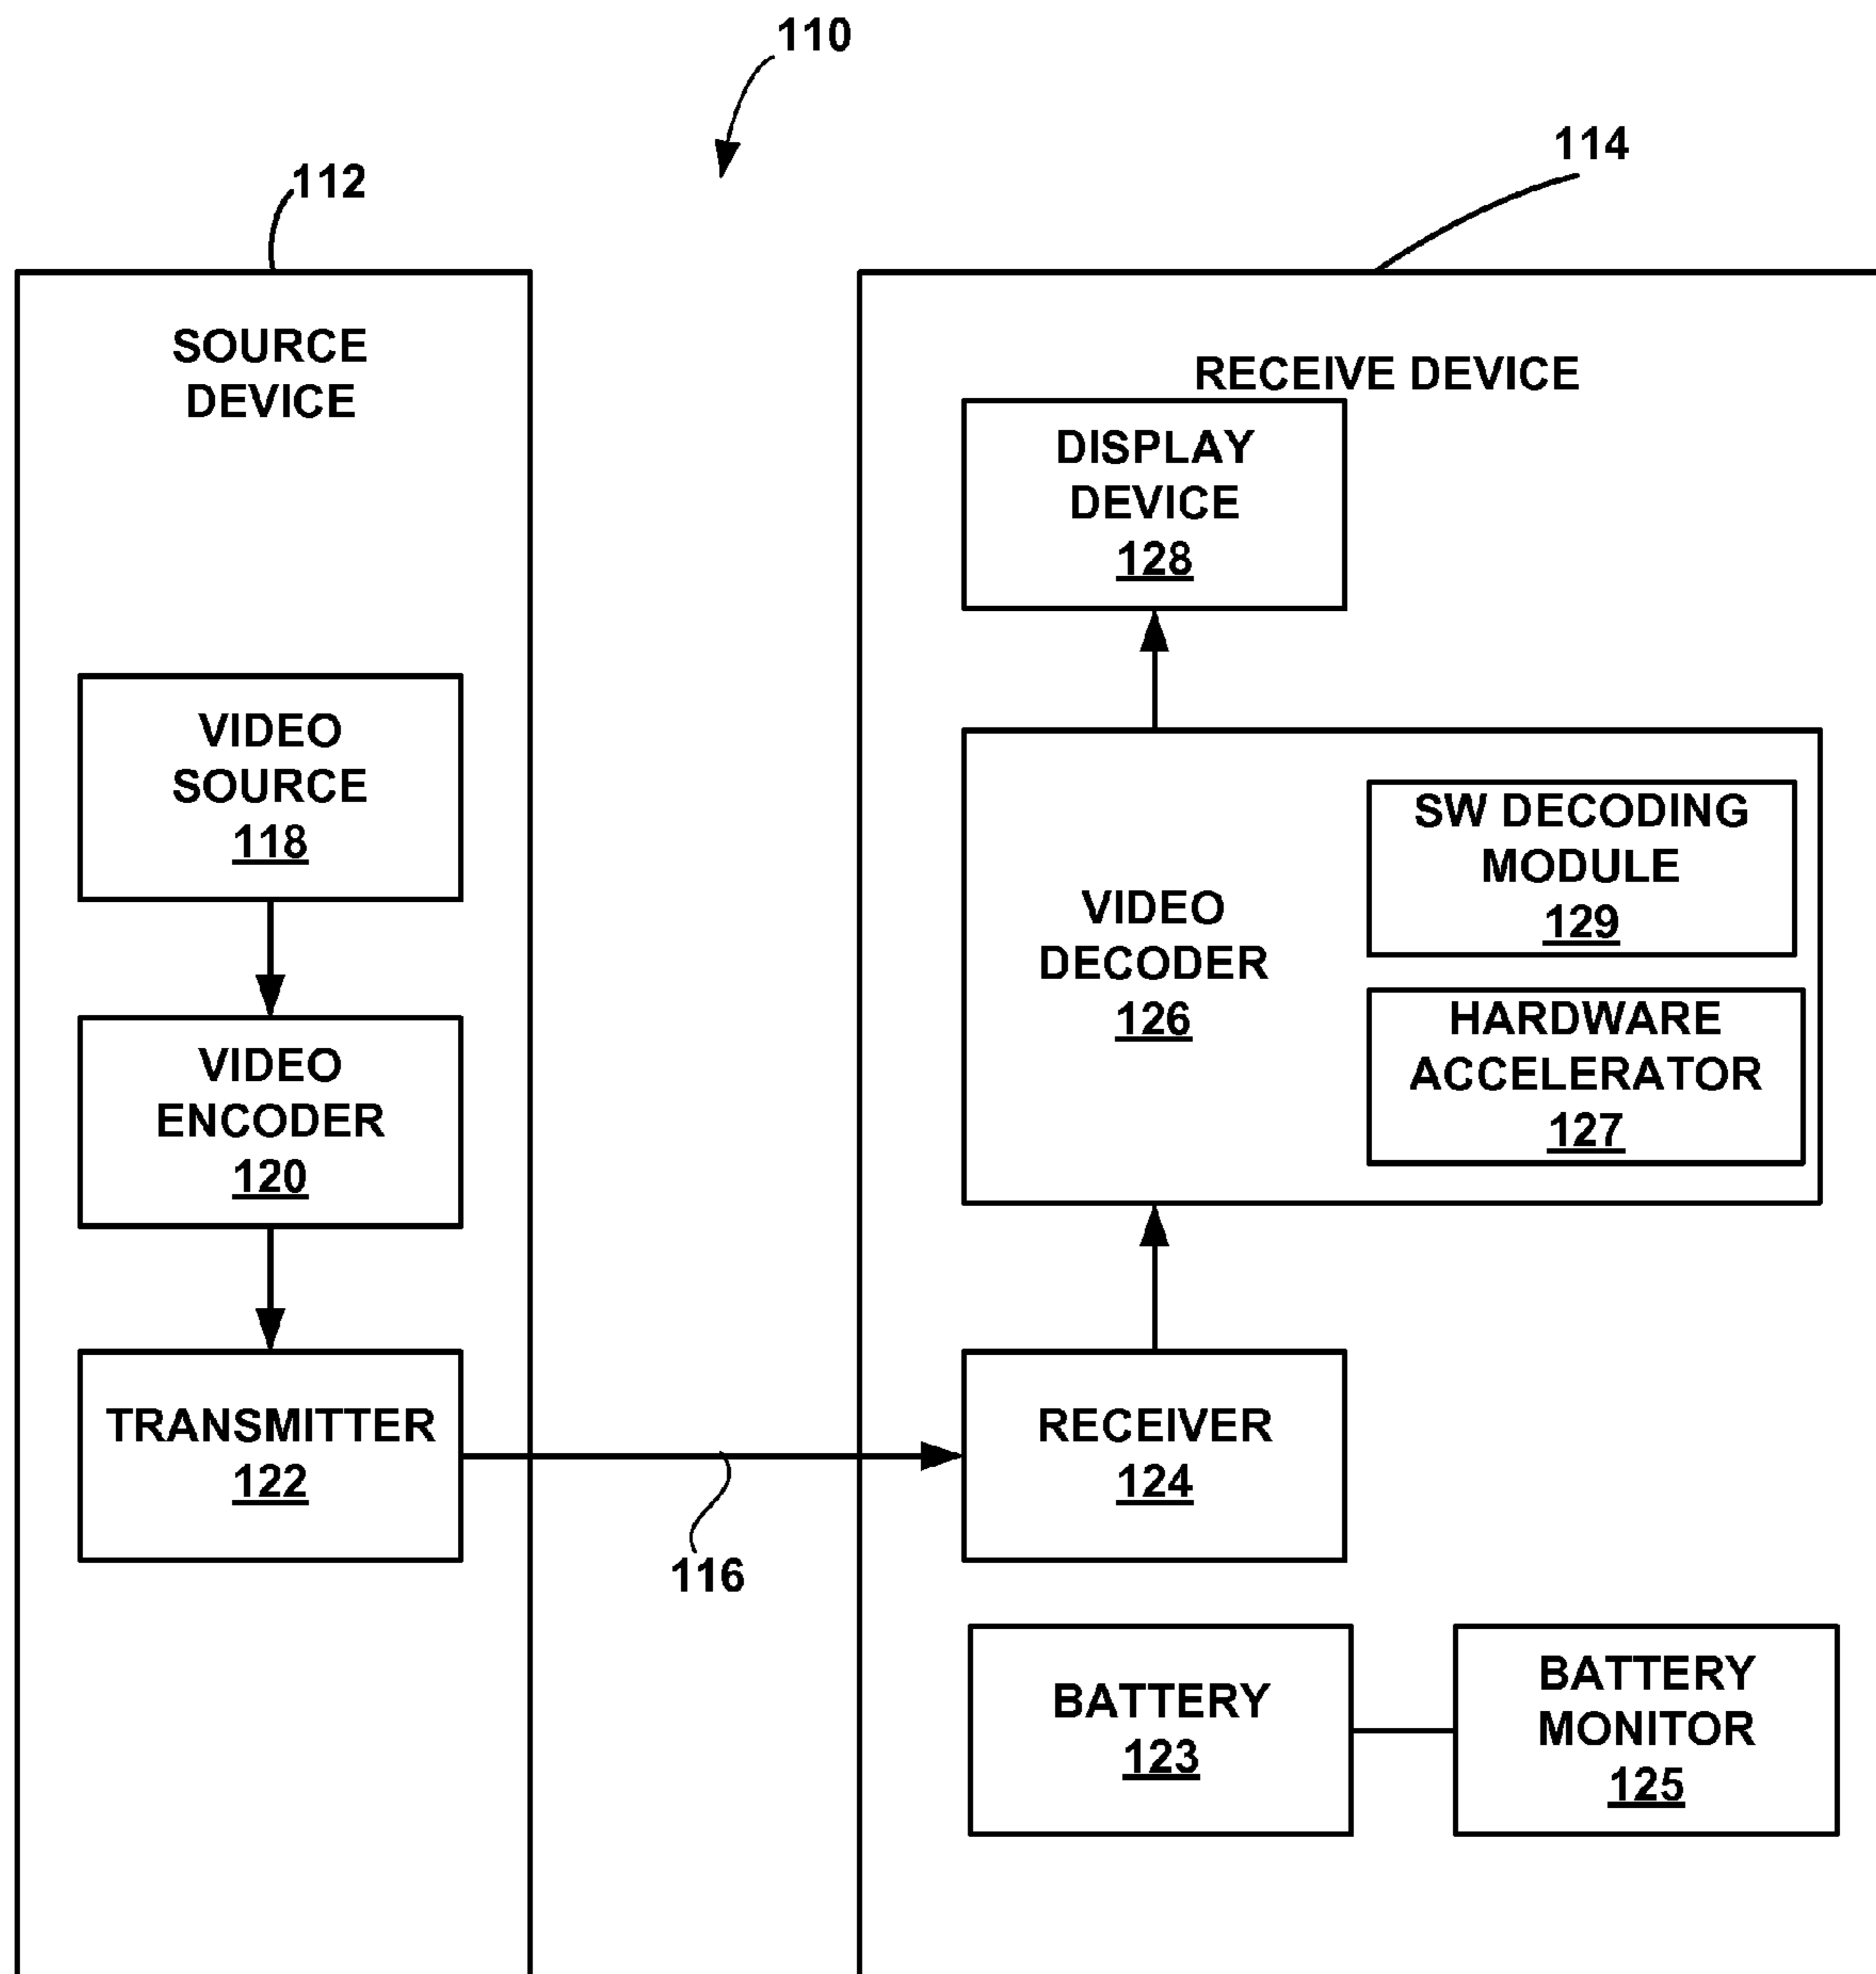 110
112
114
SOURCE
DEVICE
VIDEO
SOURCE
118
VIDEO
ENCODER
120
TRANSMITTER
122
116
RECEIVE DEVICE
DISPLAY
DEVICE
128
VIDEO
DECODER
126
SW DECODING
MODULE
129
HARDWARE
ACCELERATOR
127
RECEIVER
124
BATTERY
123
BATTERY
MONITOR
125